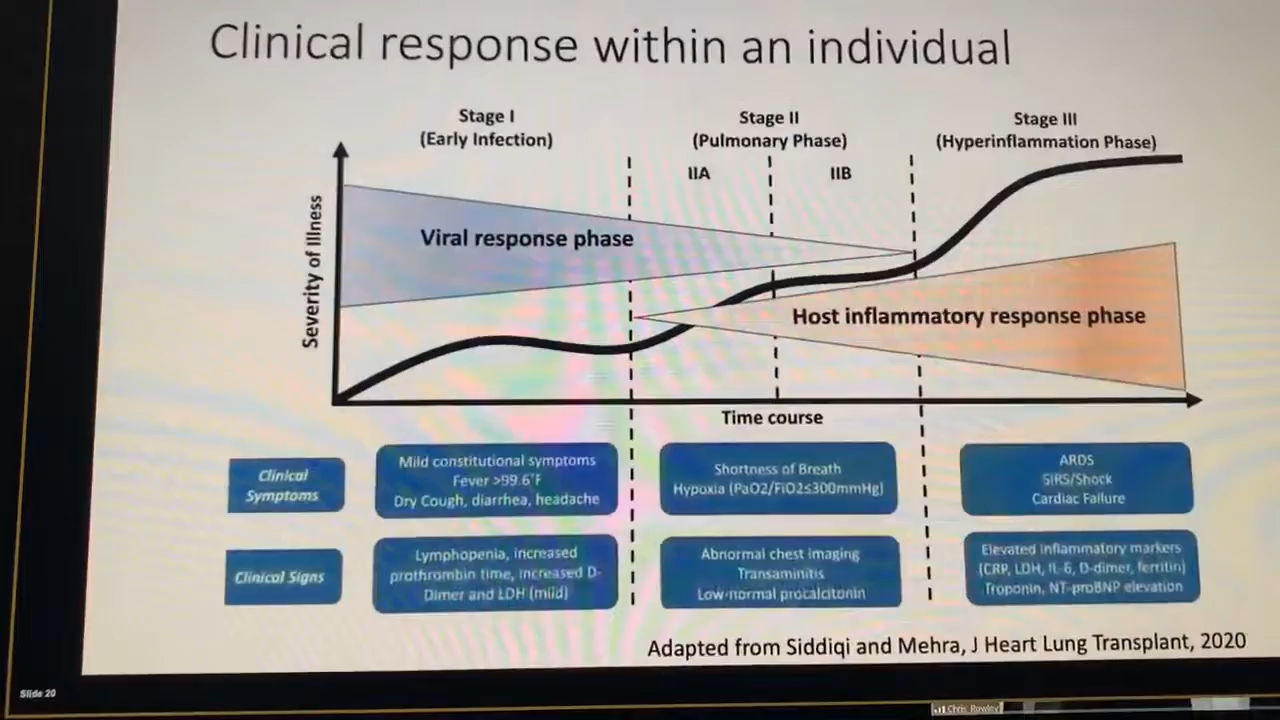 Clinical response within an individual
Stage I
(Early Infection)
Stage II
(Pulmonary Phase)
Stage III
(Hyperinflammation Phase)
IIA
IIB
Severity of Illness
Viral response phase
Host inflammatory response phase
Time course
Clinical
Symptoms
Mild constitutional symptoms
Fever >99.6°F
Dry Cough, diarrhea, headache
Shortness of Breath
Hypoxia (PaO2/FiO2≤300mmHg)
ARDS
SIRS/Shock
Cardiac Failure
Clinical Signs
Lymphopenia, increased
prothrombin time, increased D-
Dimer and LDH (mild)
Abnormal chest imaging
Transaminitis
Low-normal procalcitonin
Elevated inflammatory markers
(CRP, LDH, IL-6, D-dimer, ferritin)
Troponin, NT-proBNP elevation
Adapted from Siddiqi and Mehra, J Heart Lung Transplant, 2020
Slide 20
Chris Rowley